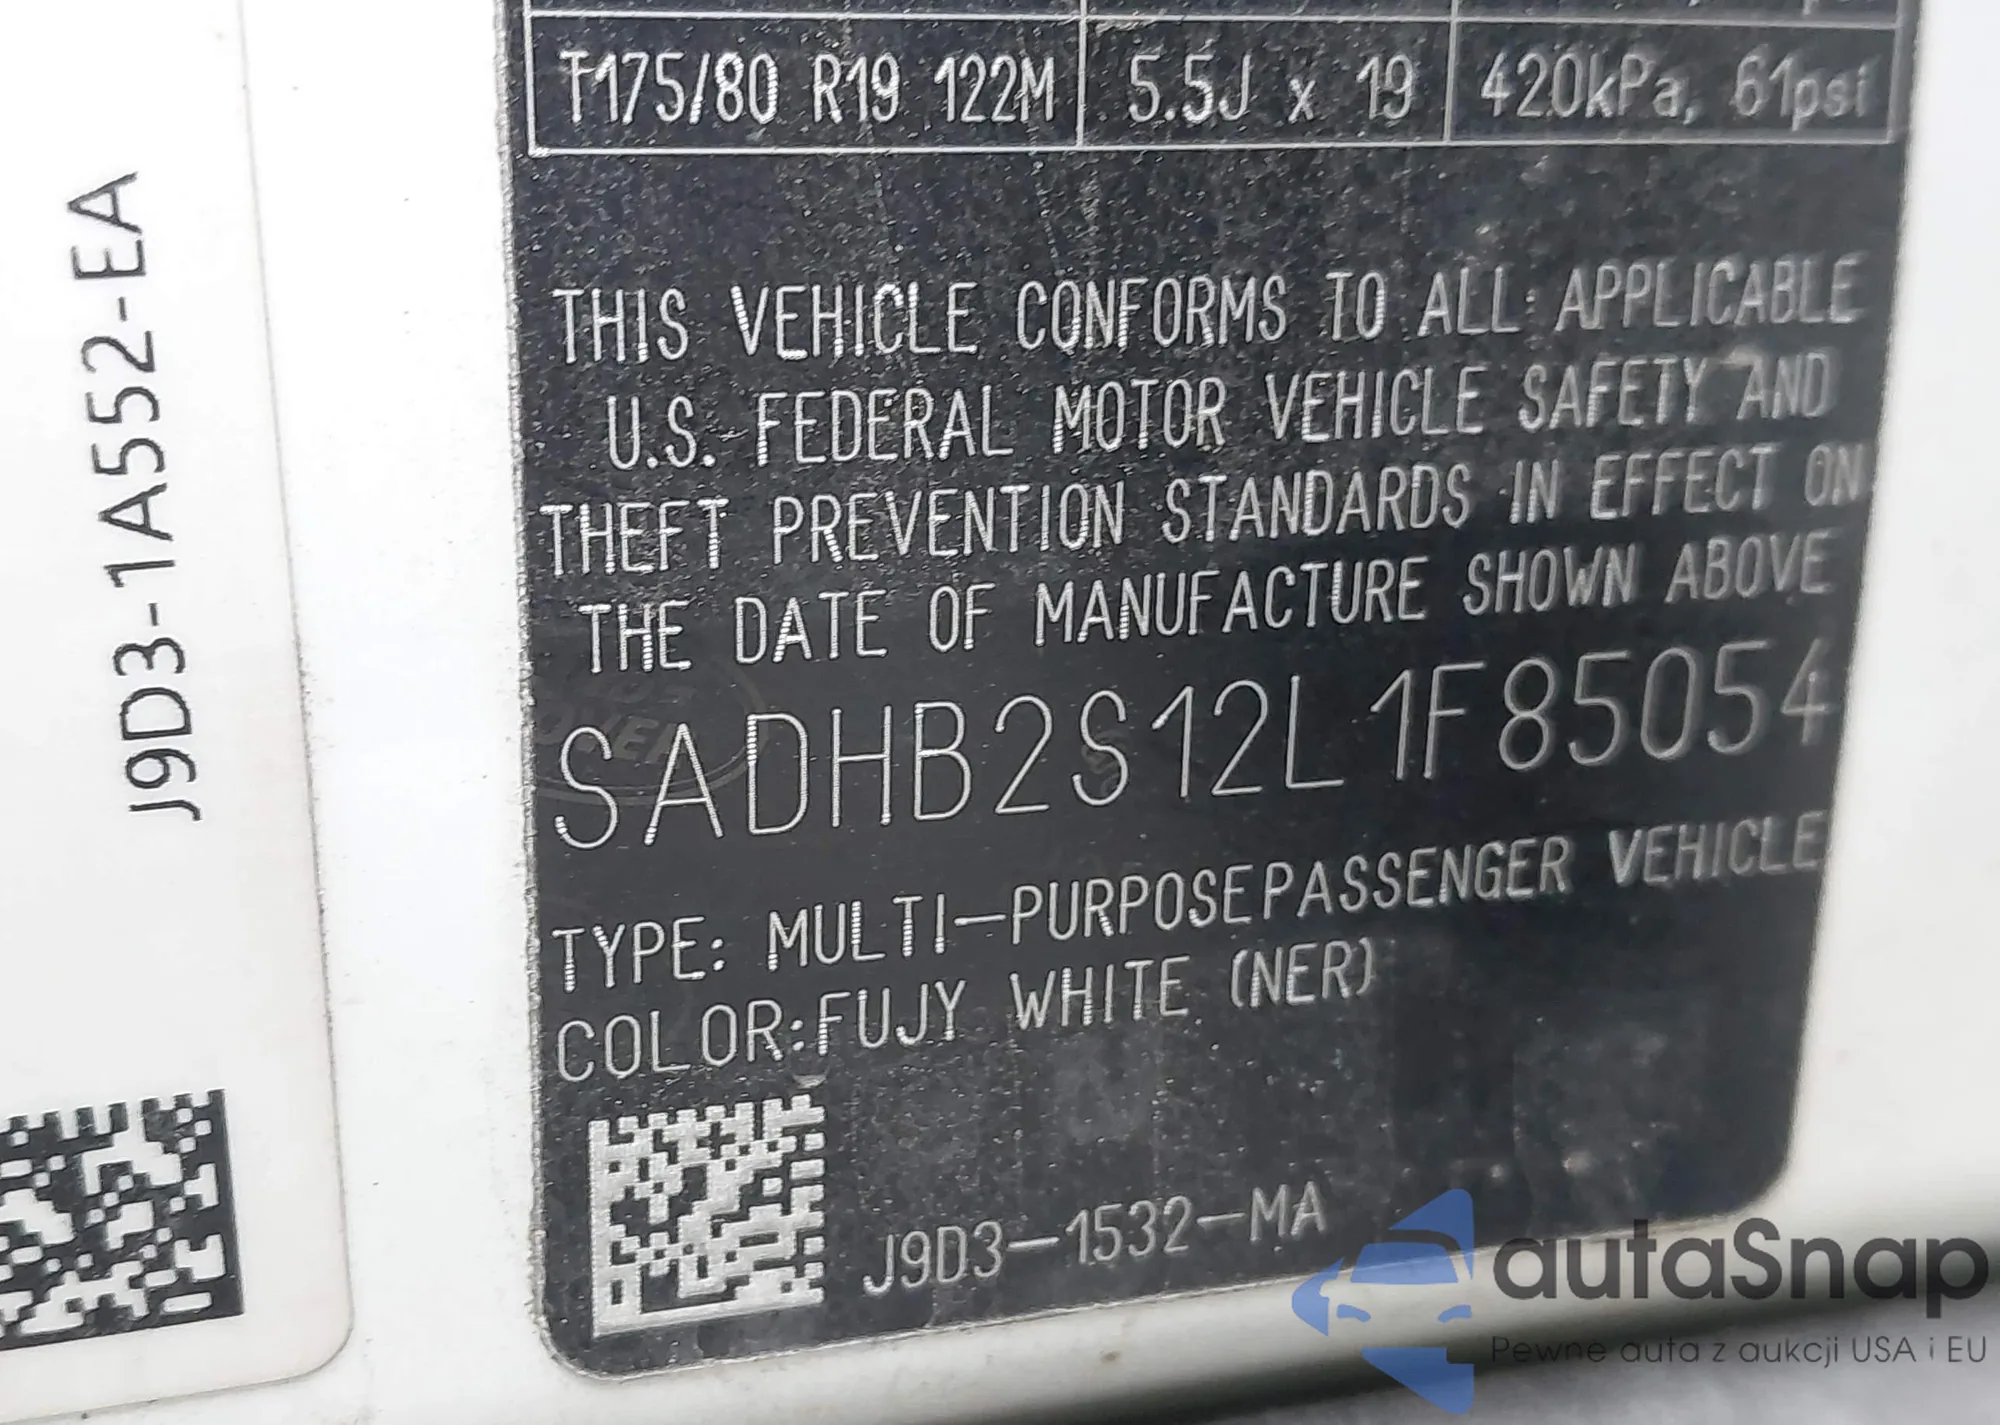 T175/80 R19 122M 5.5J x 19 420kPa, 61psi
THIS VEHICLE CONFORMS TO ALL APPLICABLE
U.S. FEDERAL MOTOR VEHICLE SAFETY AND
THEFT PREVENTION STANDARDS IN EFFECT ON
THE DATE OF MANUFACTURE SHOWN ABOVE
SADHB2S12L1F85054
TYPE: MULTI-PURPOSEPASSENGER VEHICLE
COLOR:FUJY WHITE (NER)
J9D3-1532-MA
J9D3-1A552-EA
autoSnap
Pewne auta z aukcji USA i EU